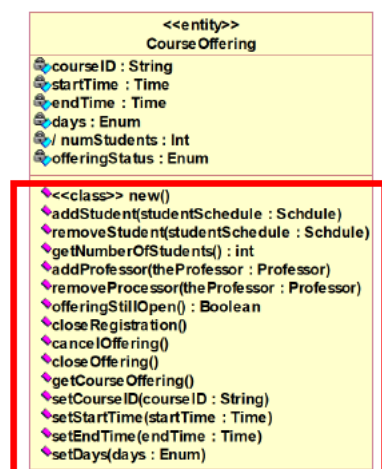 <<entity>>
CourseOffering
courseID : String
startTime : Time
endTime : Time
days : Enum
/ numStudents : Int
offeringStatus : Enum
<<class>> new()
addStudent(studentSchedule : Schdule)
removeStudent(studentSchedule : Schdule)
getNumberOfStudents() : int
addProfessor(theProfessor : Professor)
removeProcessor(theProfessor : Professor)
offeringStillOpen() : Boolean
closeRegistration()
cancelOffering()
closeOffering()
getCourseOffering()
setCourseID(courseID : String)
setStartTime(startTime : Time)
setEndTime(endTime : Time)
setDays(days : Enum)